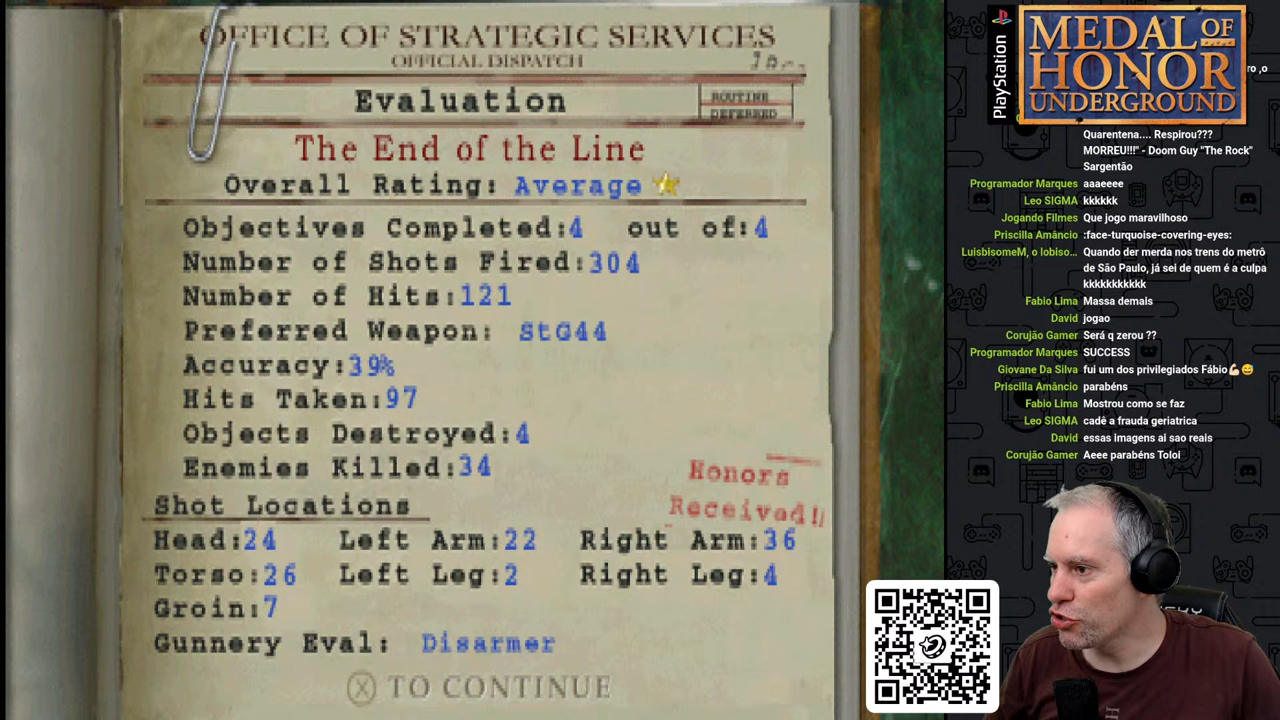 OFFICE OF STRATEGIC SERVICES
OFFICIAL DISPATCH
Evaluation
ROUTINE
DEFERRED
The End of the Line
Overall Rating: Average
Objectives Completed:4 out of:4
Number of Shots Fired:304
Number of Hits:121
Preferred Weapon: StG44
Accuracy:39%
Hits Taken:97
Objects Destroyed:4
Enemies Killed:34
Honors
Received!
Shot Locations
Head:24 Left Arm:22 Right Arm:36
Torso:26 Left Leg:2 Right Leg:4
Groin:7
Gunnery Eval: Disarmer
X TO CONTINUE
PlayStation
MEDAL OF
HONOR
UNDERGROUND
Quarentena.... Respirou???
MORREU!!!" - Doom Guy "The Rock"
Sargentão
Programador Marques aaaeeee
Leo SIGMA kkkkkk
Jogando Filmes Que jogo maravilhoso
Priscilla Amâncio :face-turquoise-covering-eyes:
LuisbisomeM, o lobiso... Quando der merda nos trens do metrô
de São Paulo, já sei de quem é a culpa
kkkkkkkkkkk
Fabio Lima Massa demais
David jogao
Corujão Gamer Será q zerou ??
Programador Marques SUCCESS
Giovane Da Silva fui um dos privilegiados Fábio💪🏻😅
Priscilla Amâncio parabéns
Fabio Lima Mostrou como se faz
Leo SIGMA cadê a frauda geriatrica
David essas imagens ai sao reais
Corujão Gamer Aeee parabéns Toloi